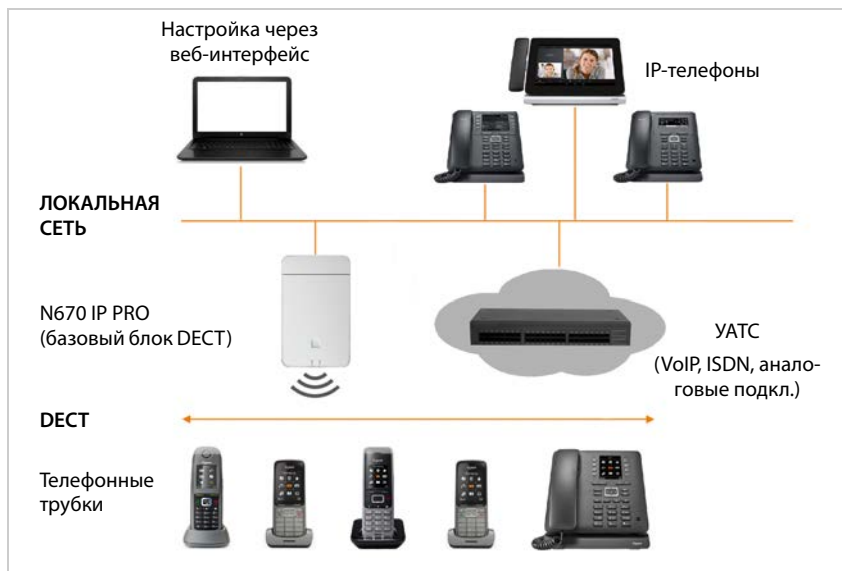 Настройка через
веб-интерфейс
IP-телефоны
ЛОКАЛЬНАЯ
СЕТЬ
N670 IP PRO
(базовый блок DECT)
УАТС
(VoIP, ISDN, анало-
говые подкл.)
DECT
Телефонные
трубки